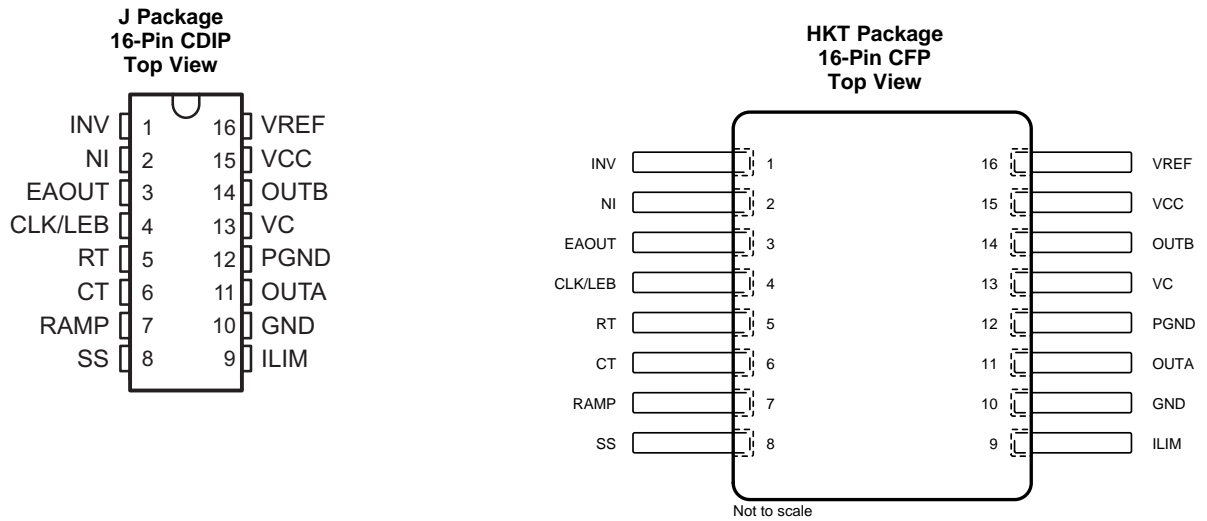 J Package
16-Pin CDIP
Top View
INV 1 16 VREF
NI 2 15 VCC
EAOUT 3 14 OUTB
CLK/LEB 4 13 VC
RT 5 12 PGND
CT 6 11 OUTA
RAMP 7 10 GND
SS 8 9 ILIM
HKT Package
16-Pin CFP
Top View
INV 1 16 VREF
NI 2 15 VCC
EAOUT 3 14 OUTB
CLK/LEB 4 13 VC
RT 5 12 PGND
CT 6 11 OUTA
RAMP 7 10 GND
SS 8 9 ILIM
Not to scale